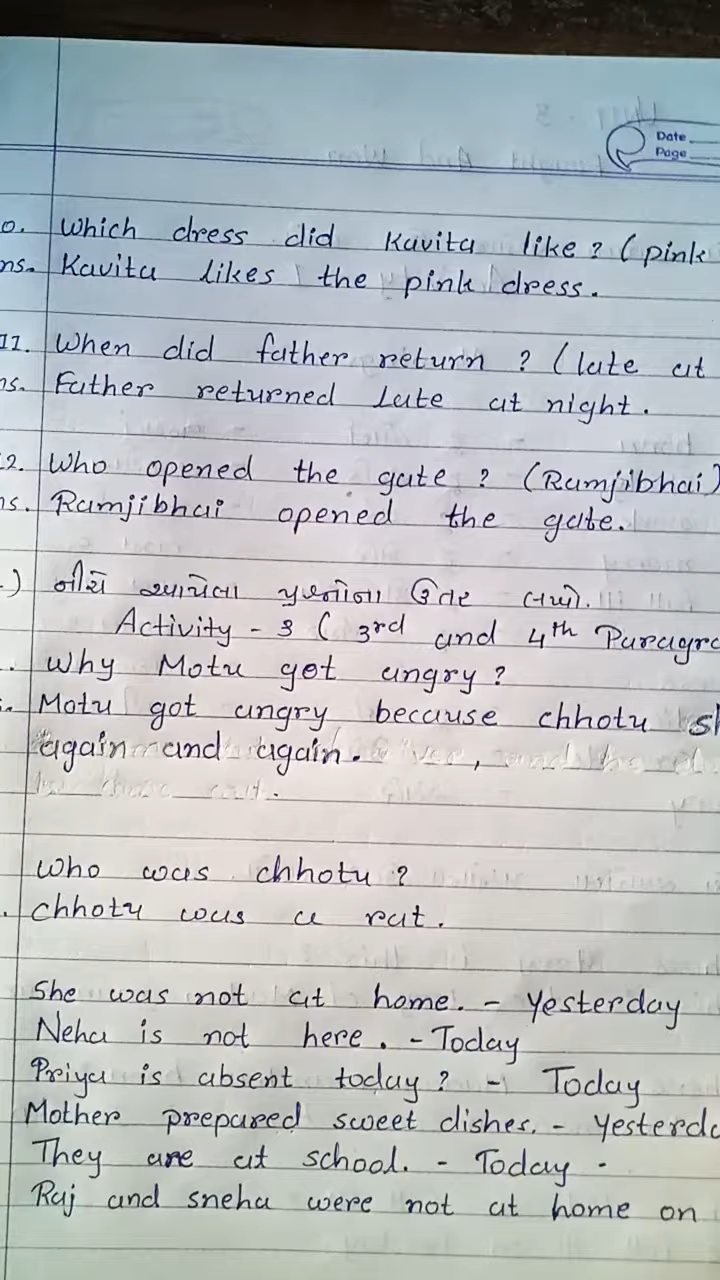 Date
Page
0. Which dress did Kavita like ? ( pink
ns. Kavita likes the pink dress.
11. When did father return ? ( late at
ns. Father returned late at night.
2. Who opened the gate ? ( Ramjibhai )
ns. Ramjibhai opened the gate.
) નીચે આપેલા પ્રશ્નોના ઉત્તર લખો.
Activity - 3 ( 3rd and 4th Paragra
Why Motu got angry ?
Motu got angry because chhotu
again and again.
Who was chhotu ?
chhotu was a rat.
She was not at home. - Yesterday
Neha is not here. - Today
Priya is absent today ? - Today
Mother prepared sweet dishes. - Yesterda
They are at school. - Today -
Raj and sneha were not at home on